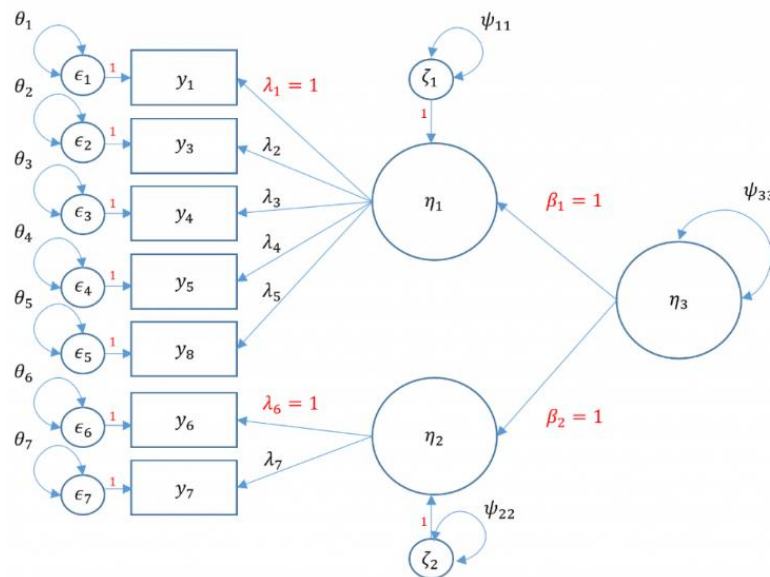 θ₁
ψ₁₁
ϵ₁
1
y₁
λ₁ = 1
ζ₁
θ₂
1
ϵ₂
1
y₃
λ₂
θ₃
ϵ₃
1
y₄
λ₃
η₁
β₁ = 1
ψ₃₃
θ₄
λ₄
ϵ₄
1
y₅
λ₅
η₃
θ₅
ϵ₅
1
y₈
θ₆
ϵ₆
1
y₆
λ₆ = 1
β₂ = 1
θ₇
η₂
λ₇
ϵ₇
1
y₇
1
ψ₂₂
ζ₂